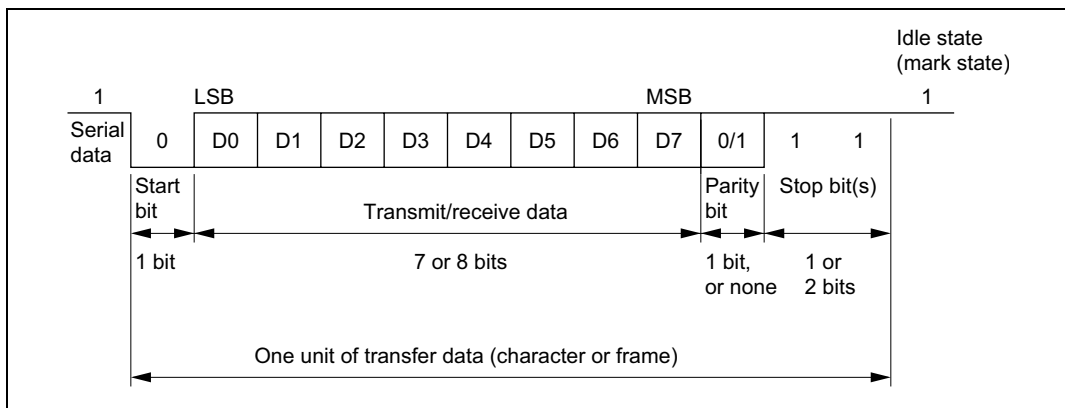 Idle state
(mark state)
1 LSB MSB 1
Serial
data
0 D0 D1 D2 D3 D4 D5 D6 D7 0/1 1 1
Start
bit
Transmit/receive data
Parity
bit
Stop bit(s)
1 bit
7 or 8 bits
1 bit,
or none
1 or
2 bits
One unit of transfer data (character or frame)